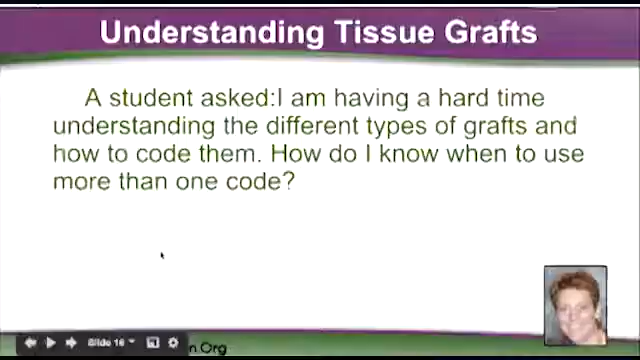 Understanding Tissue Grafts
A student asked:I am having a hard time
understanding the different types of grafts and
how to code them. How do I know when to use
more than one code?
Slide 16
n.Org